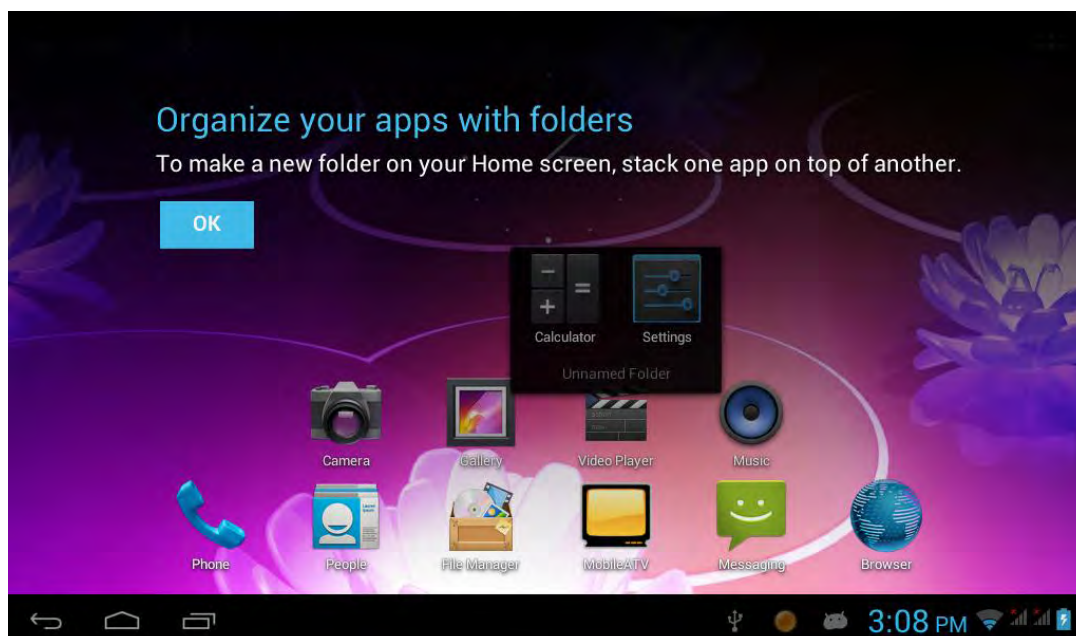 Organize your apps with folders
To make a new folder on your Home screen, stack one app on top of another.
OK
Calculator Settings
Unnamed Folder
Camera Gallery Video Player Music
Phone People File Manager MobileATV Messaging Browser
3:08 PM